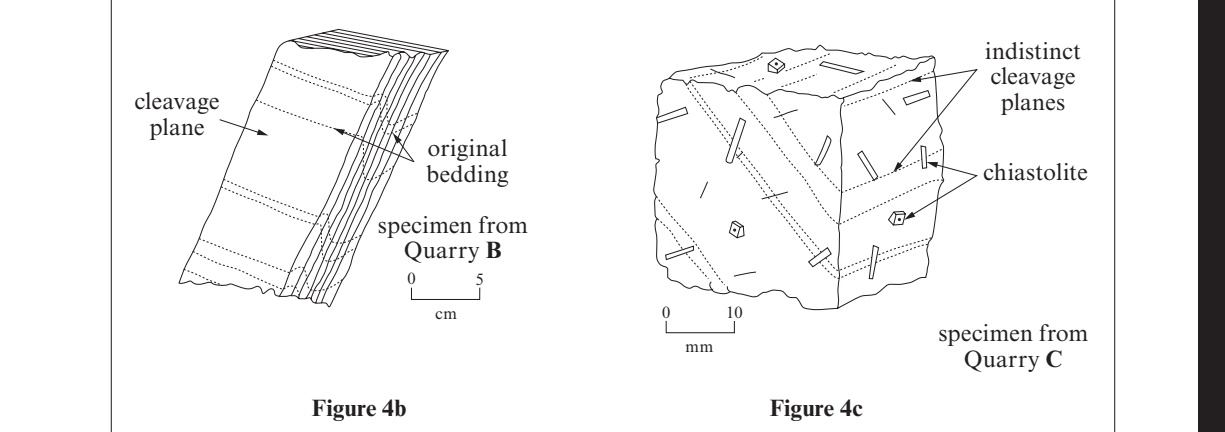 cleavage
plane
original
bedding
specimen from
Quarry B
0 5
cm
Figure 4b
indistinct
cleavage
planes
chiastolite
0 10
mm
specimen from
Quarry C
Figure 4c